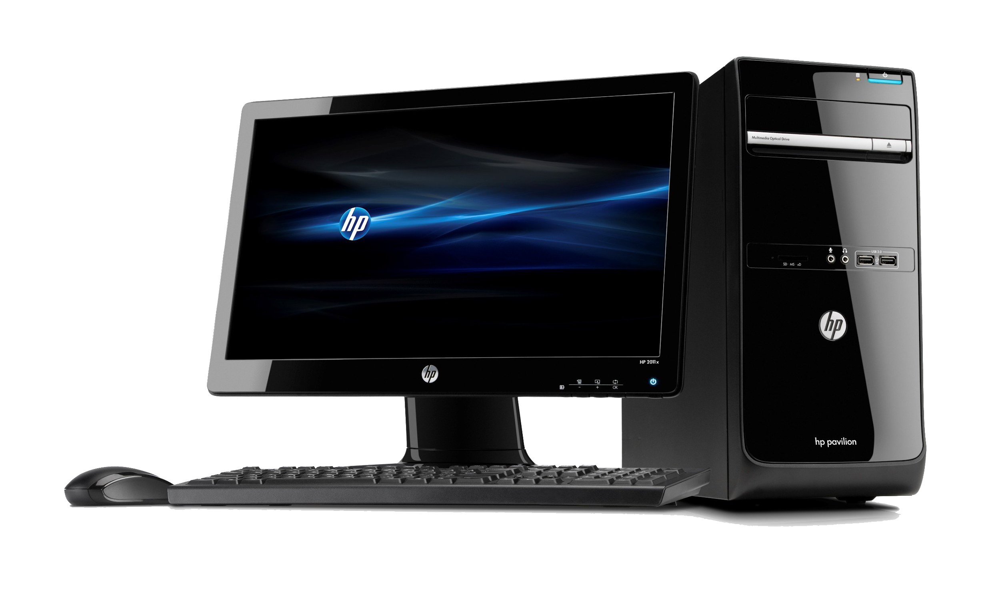 hp
HP 2011x
hp
- + OK
Multimedia Optical Drive
USB 2.0
SD · MS · xD
hp
hp pavilion